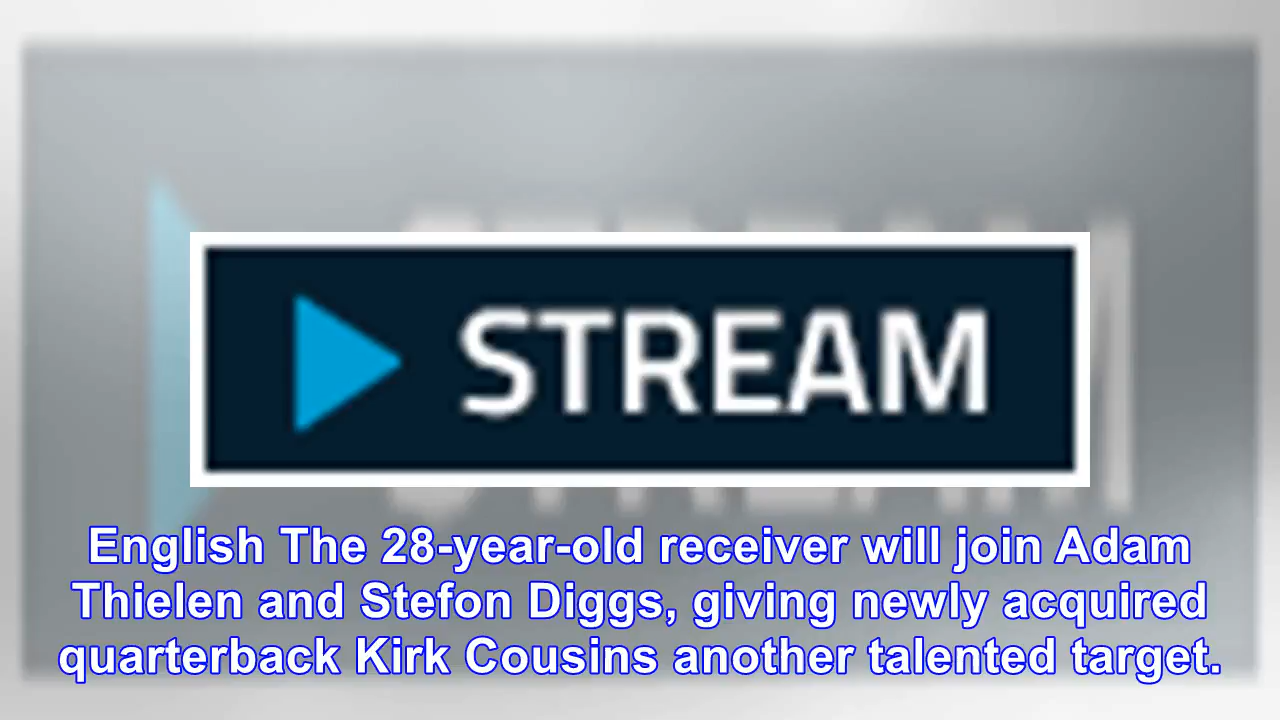 STREAM
English The 28-year-old receiver will join Adam
Thielen and Stefon Diggs, giving newly acquired
quarterback Kirk Cousins another talented target.